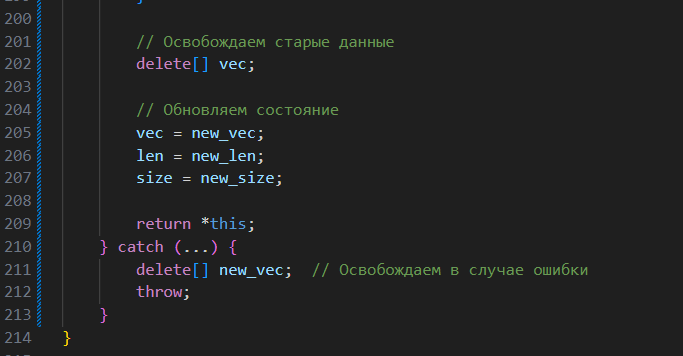 200
201 // Освобождаем старые данные
202 delete[] vec;
203
204 // Обновляем состояние
205 vec = new_vec;
206 len = new_len;
207 size = new_size;
208
209 return *this;
210 } catch (...) {
211 delete[] new_vec;  // Освобождаем в случае ошибки
212 throw;
213 }
214 }